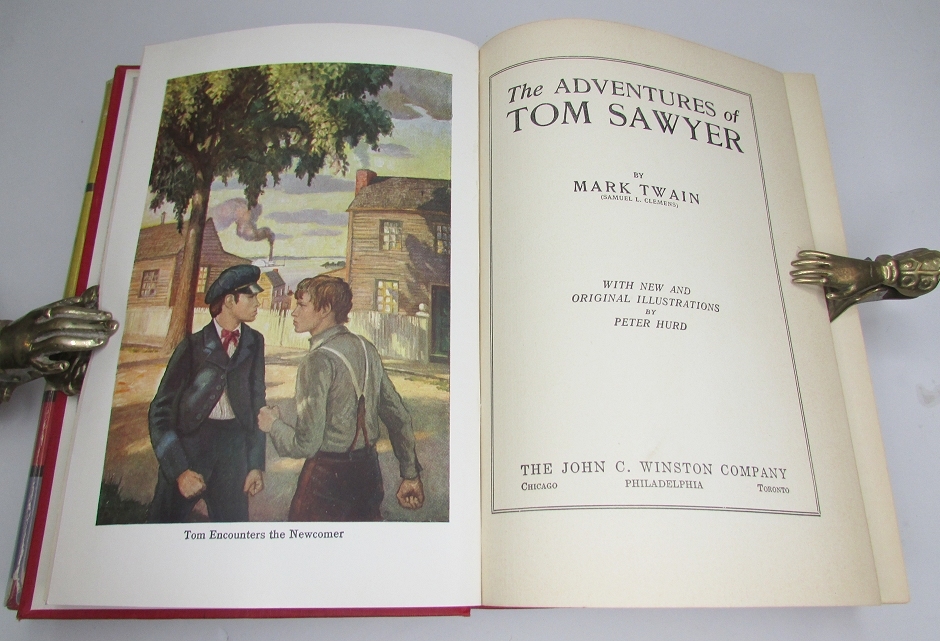 Tom Encounters the Newcomer
The ADVENTURES of
TOM SAWYER
BY
MARK TWAIN
(SAMUEL L. CLEMENS)
WITH NEW AND
ORIGINAL ILLUSTRATIONS
BY
PETER HURD
THE JOHN C. WINSTON COMPANY
CHICAGO PHILADELPHIA TORONTO